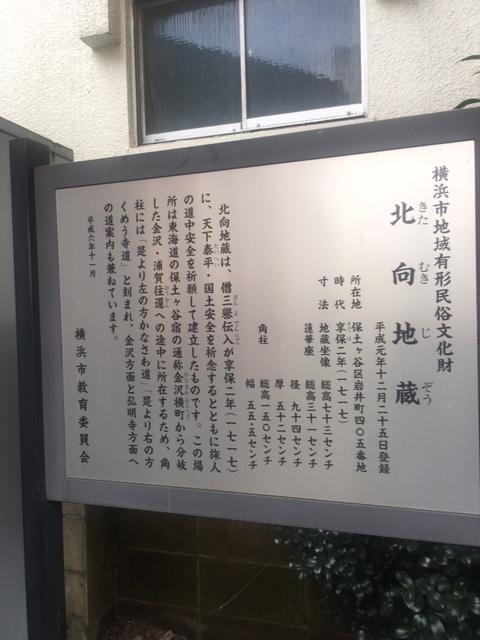 横浜市地域有形民俗文化財
北向地蔵
きたむきじぞう
平成元年十二月二十五日登録
所在地 保土ヶ谷区岩井町四〇五番地
時代 享保二年(一七一七)
寸法 地蔵坐像 総高七十三センチ
蓮華座 総高三十一センチ
径 九十四センチ
厚 五十二センチ
角柱 総高一五〇センチ
幅 五五・五センチ
北向地蔵は、僧三譽伝入が享保二年(一七一七)
に、天下泰平・国土安全を祈念するとともに旅人
の道中安全を祈願して建立したものです。この場
所は東海道の保土ヶ谷宿の通称金沢横町から分岐
した金沢・浦賀往還への途中に所在するため、角
柱には「是より左の方かなざわ道」「是より右の方
くめう寺道」と刻まれ、金沢方面と弘明寺方面へ
の道案内も兼ねています。
平成六年十一月
横浜市教育委員会